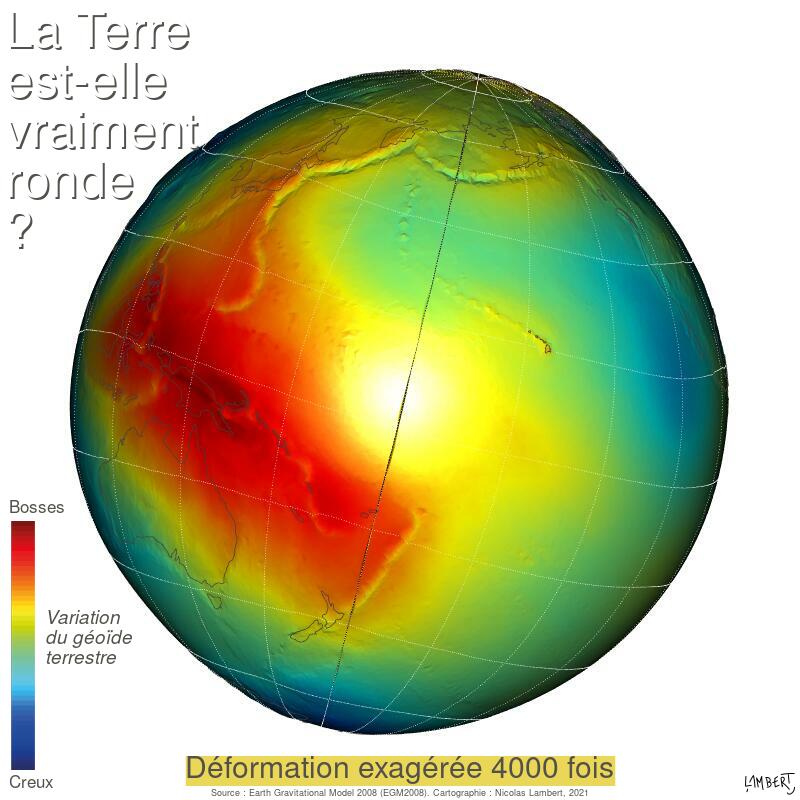 La Terre
est-elle
vraiment
ronde
?
Bosses
Variation
du géoïde
terrestre
Creux
Déformation exagérée 4000 fois
Source : Earth Gravitational Model 2008 (EGM2008). Cartographie : Nicolas Lambert, 2021
LAMBERT